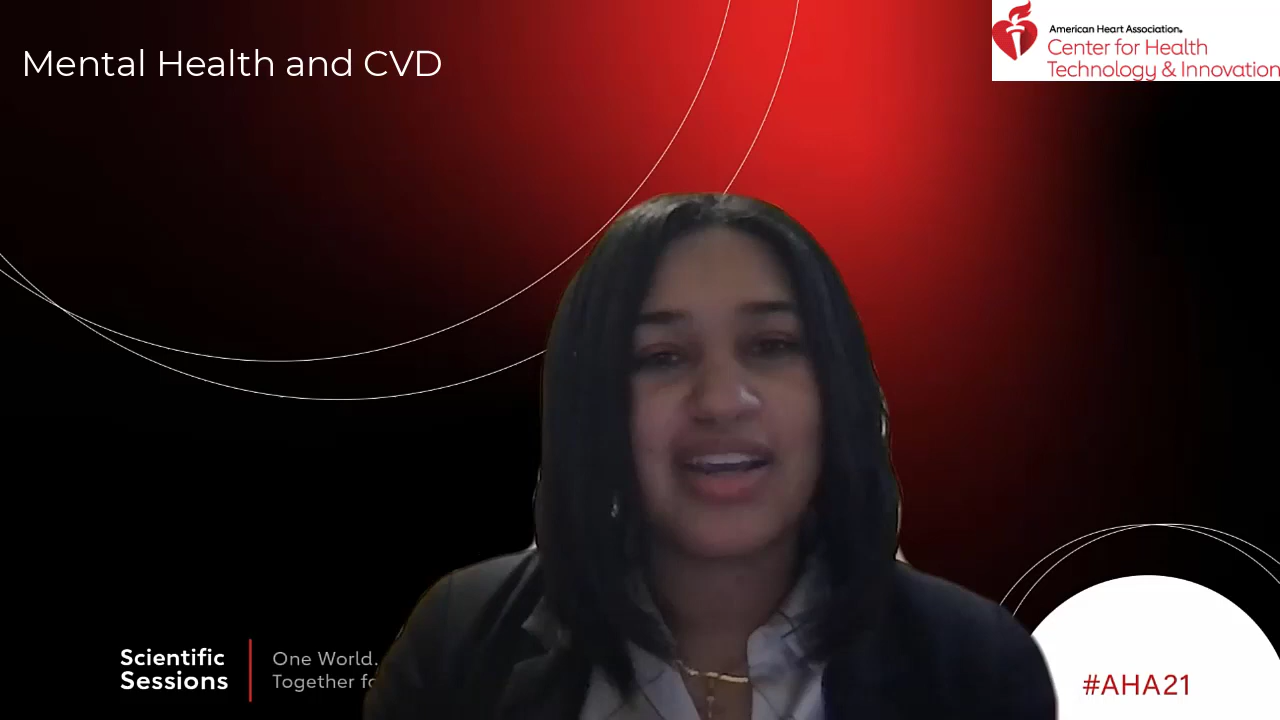 Mental Health and CVD
American Heart Association.
Center for Health
Technology & Innovation
Scientific
Sessions
One World.
Together fo
#AHA21